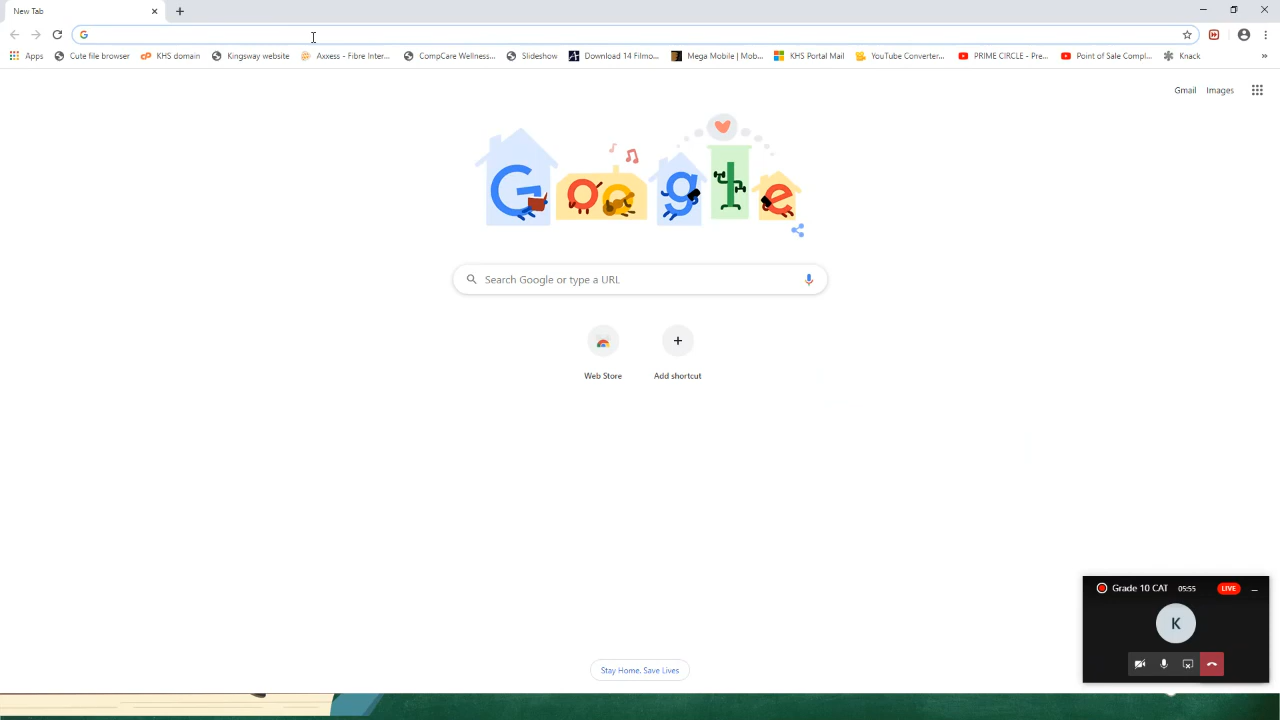 New Tab
Apps Cute file browser KHS domain Kingsway website Axxess - Fibre Inter... CompCare Wellness... Slideshow Download 14 Filmo... Mega Mobile | Mob... KHS Portal Mail YouTube Converter... PRIME CIRCLE - Pre... Point of Sale Compl... Knack »
Gmail Images
Google
Search Google or type a URL
Web Store Add shortcut
Grade 10 CAT 05:55 LIVE
K
Stay Home. Save Lives